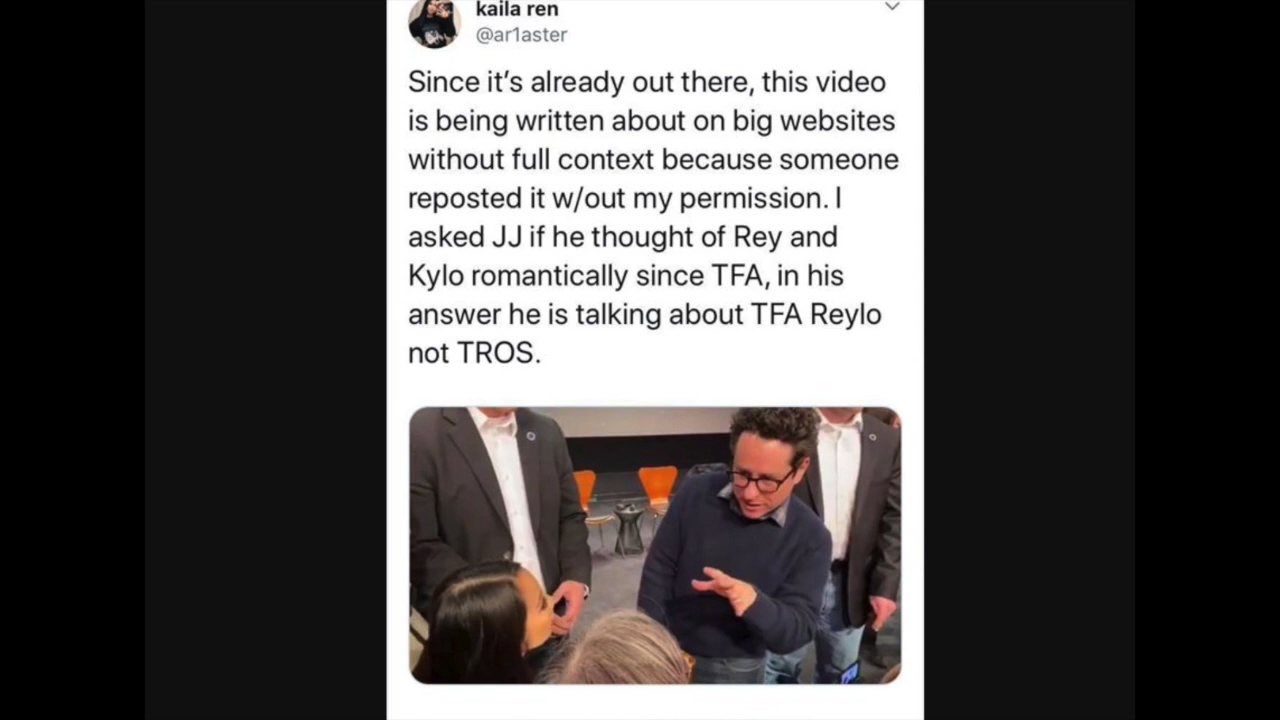 kaila ren
@ar1aster
Since it’s already out there, this video
is being written about on big websites
without full context because someone
reposted it w/out my permission. I
asked JJ if he thought of Rey and
Kylo romantically since TFA, in his
answer he is talking about TFA Reylo
not TROS.